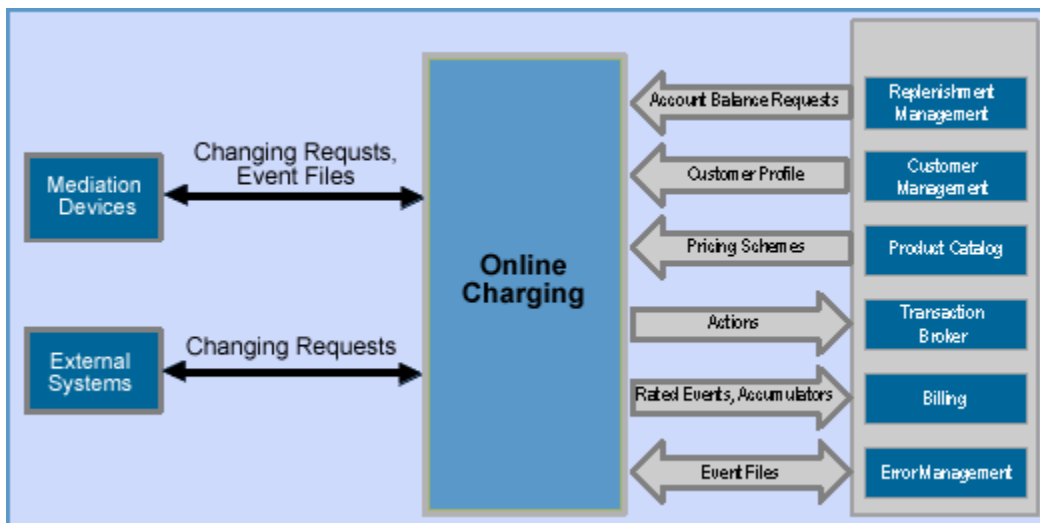 Mediation
Devices
Changing Requsts,
Event Files
External
Systems
Changing Requests
Online
Charging
Account Balance Requests
Replenishment
Management
Customer Profile
Customer
Management
Pricing Schemes
Product Catalog
Actions
Transaction
Broker
Rated Events, Accumulators
Billing
Event Files
Error Management